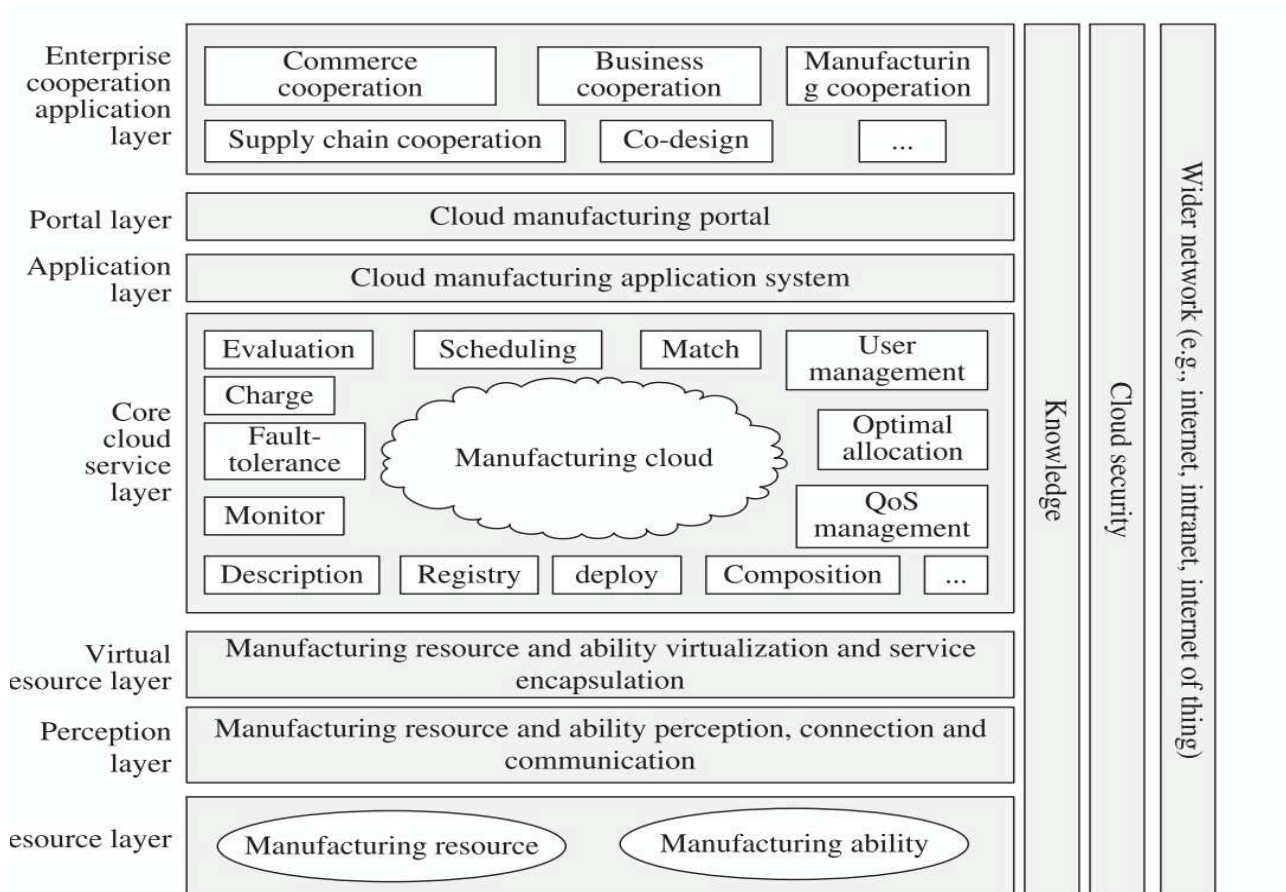 Enterprise
cooperation
application
layer
Commerce
cooperation
Business
cooperation
Manufacturin
g cooperation
Supply chain cooperation
Co-design
...
Portal layer
Cloud manufacturing portal
Application
layer
Cloud manufacturing application system
Core
cloud
service
layer
Evaluation
Scheduling
Match
User
management
Charge
Fault-
tolerance
Manufacturing cloud
Optimal
allocation
Monitor
QoS
management
Description
Registry
deploy
Composition
...
Virtual
esource layer
Manufacturing resource and ability virtualization and service
encapsulation
Perception
layer
Manufacturing resource and ability perception, connection and
communication
esource layer
Manufacturing resource
Manufacturing ability
Knowledge
Cloud security
Wider network (e.g., internet, intranet, internet of thing)